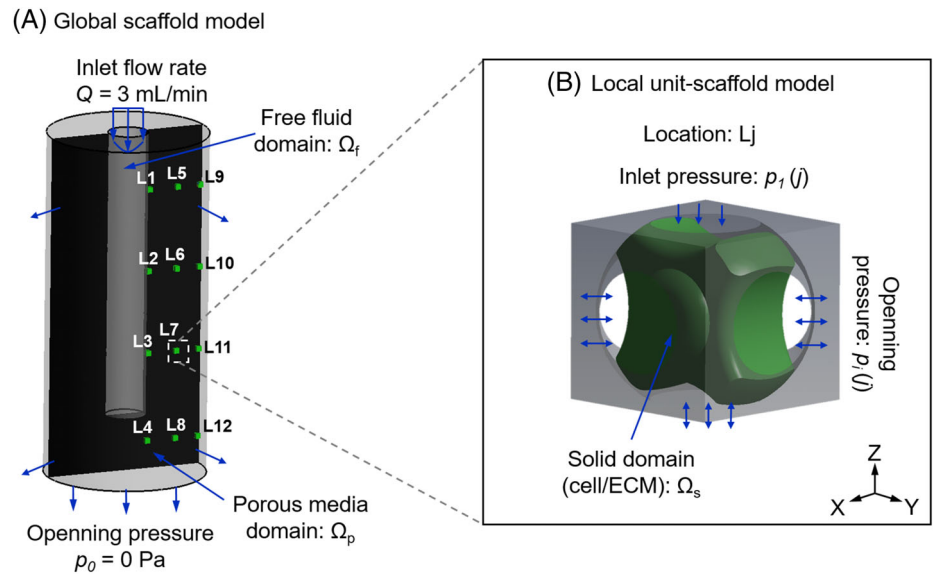 (A) Global scaffold model
Inlet flow rate
Q = 3 mL/min
Free fluid
domain: Ωf
L1 L5 L9
L2 L6 L10
L7
L3 L11
L4 L8 L12
Porous media
domain: Ωp
Openning pressure
p0 = 0 Pa
(B) Local unit-scaffold model
Location: Lj
Inlet pressure: p1 (j)
Openning
pressure: pi (j)
Solid domain
(cell/ECM): Ωs
Z
X Y